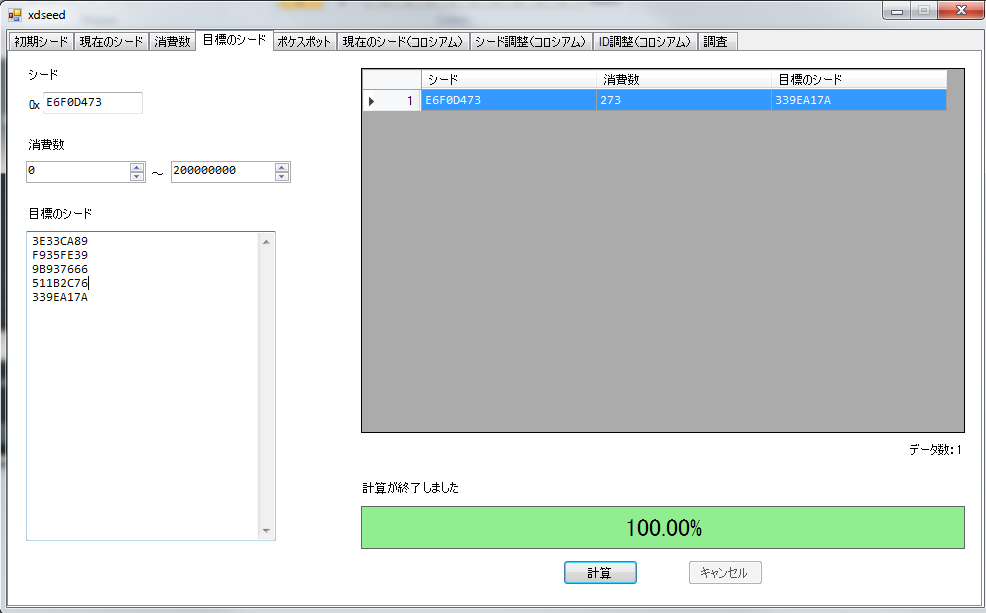 xdseed
初期シード 現在のシード 消費数 目標のシード ポケスポット 現在のシード(コロシアム) シード調整(コロシアム) ID調整(コロシアム) 調査
シード
0x E6F0D473
消費数
0 ～ 200000000
目標のシード
3E33CA89
F935FE39
9B937666
511B2C76
339EA17A
シード 消費数 目標のシード
1 E6F0D473 273 339EA17A
データ数: 1
計算が終了しました
100.00%
計算 キャンセル